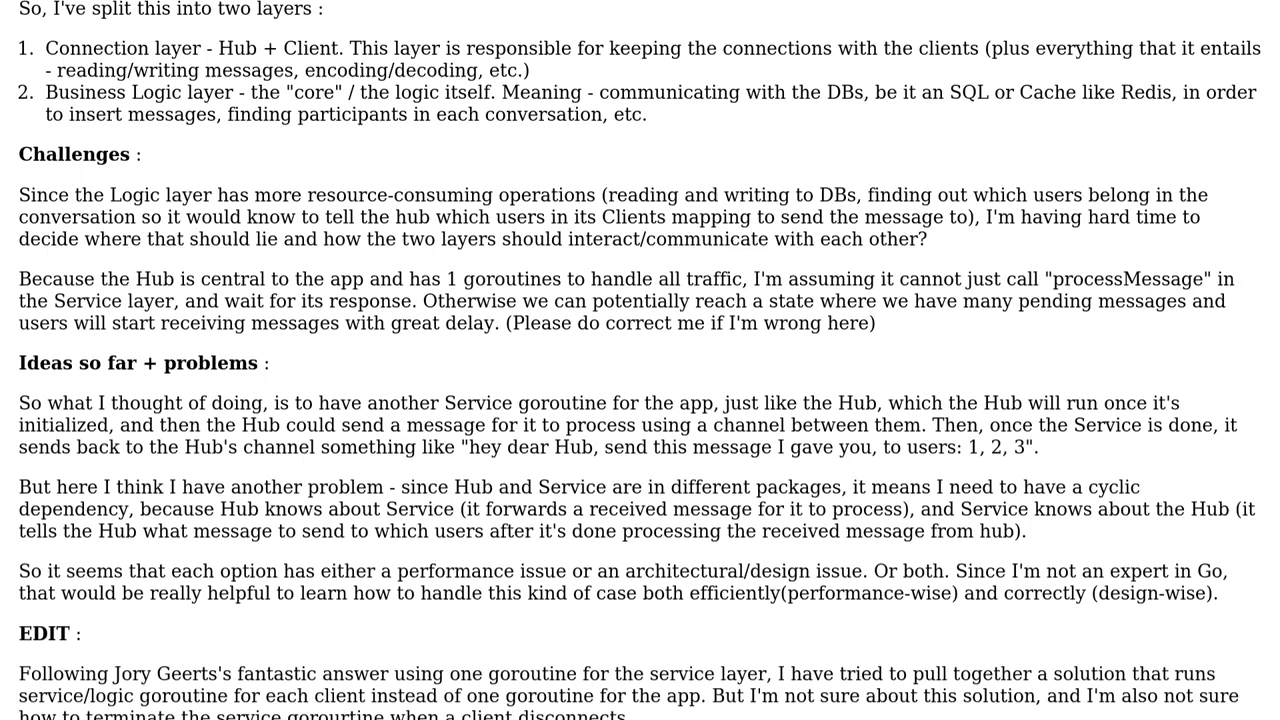 So, I've split this into two layers :
1. Connection layer - Hub + Client. This layer is responsible for keeping the connections with the clients (plus everything that it entails
- reading/writing messages, encoding/decoding, etc.)
2. Business Logic layer - the "core" / the logic itself. Meaning - communicating with the DBs, be it an SQL or Cache like Redis, in order
to insert messages, finding participants in each conversation, etc.
Challenges :
Since the Logic layer has more resource-consuming operations (reading and writing to DBs, finding out which users belong in the
conversation so it would know to tell the hub which users in its Clients mapping to send the message to), I'm having hard time to
decide where that should lie and how the two layers should interact/communicate with each other?
Because the Hub is central to the app and has 1 goroutines to handle all traffic, I'm assuming it cannot just call "processMessage" in
the Service layer, and wait for its response. Otherwise we can potentially reach a state where we have many pending messages and
users will start receiving messages with great delay. (Please do correct me if I'm wrong here)
Ideas so far + problems :
So what I thought of doing, is to have another Service goroutine for the app, just like the Hub, which the Hub will run once it's
initialized, and then the Hub could send a message for it to process using a channel between them. Then, once the Service is done, it
sends back to the Hub's channel something like "hey dear Hub, send this message I gave you, to users: 1, 2, 3".
But here I think I have another problem - since Hub and Service are in different packages, it means I need to have a cyclic
dependency, because Hub knows about Service (it forwards a received message for it to process), and Service knows about the Hub (it
tells the Hub what message to send to which users after it's done processing the received message from hub).
So it seems that each option has either a performance issue or an architectural/design issue. Or both. Since I'm not an expert in Go,
that would be really helpful to learn how to handle this kind of case both efficiently(performance-wise) and correctly (design-wise).
EDIT :
Following Jory Geerts's fantastic answer using one goroutine for the service layer, I have tried to pull together a solution that runs
service/logic goroutine for each client instead of one goroutine for the app. But I'm not sure about this solution, and I'm also not sure
how to terminate the service gorourtine when a client disconnects.